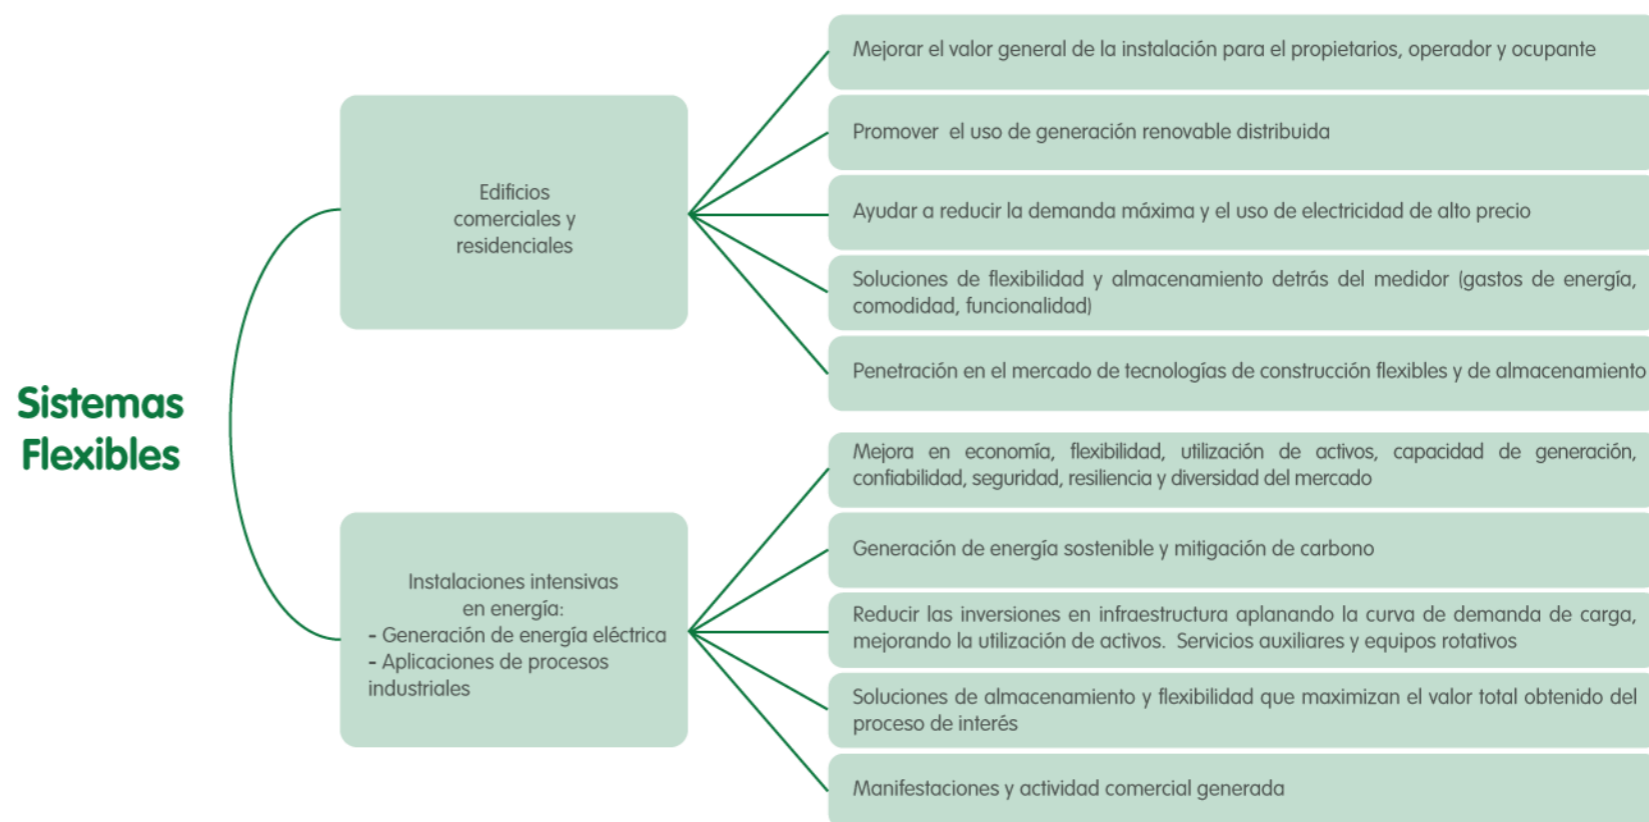 Sistemas
Flexibles
Edificios
comerciales y
residenciales
Mejorar el valor general de la instalación para el propietarios, operador y ocupante
Promover el uso de generación renovable distribuida
Ayudar a reducir la demanda máxima y el uso de electricidad de alto precio
Soluciones de flexibilidad y almacenamiento detrás del medidor (gastos de energía,
comodidad, funcionalidad)
Penetración en el mercado de tecnologías de construcción flexibles y de almacenamiento
Instalaciones intensivas
en energía:
- Generación de energía eléctrica
- Aplicaciones de procesos
industriales
Mejora en economía, flexibilidad, utilización de activos, capacidad de generación,
confiabilidad, seguridad, resiliencia y diversidad del mercado
Generación de energía sostenible y mitigación de carbono
Reducir las inversiones en infraestructura aplanando la curva de demanda de carga,
mejorando la utilización de activos. Servicios auxiliares y equipos rotativos
Soluciones de almacenamiento y flexibilidad que maximizan el valor total obtenido del
proceso de interés
Manifestaciones y actividad comercial generada